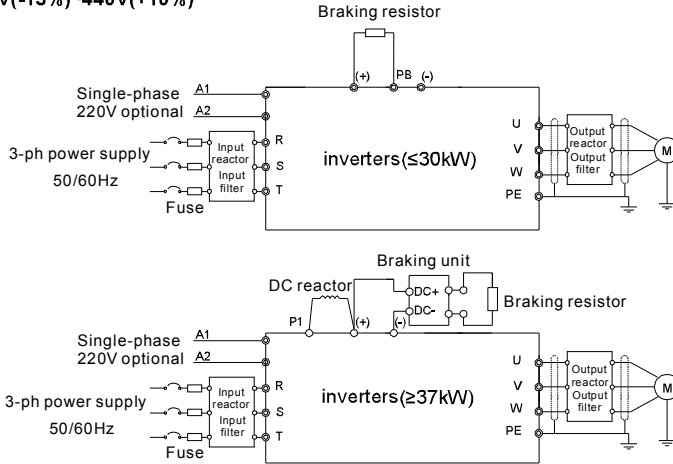 Braking resistor
(+) PB (-)
Single-phase A1
220V optional A2
3-ph power supply
50/60Hz
Fuse
Input
reactor
Input
filter
R
S
T
inverters(≤30kW)
U
V
W
PE
Output
reactor
Output
filter
M
Braking unit
DC reactor
DC+
DC-
Braking resistor
P1 (+) (-)
Single-phase A1
220V optional A2
3-ph power supply
50/60Hz
Fuse
Input
reactor
Input
filter
R
S
T
inverters(≥37kW)
U
V
W
PE
Output
reactor
Output
filter
M